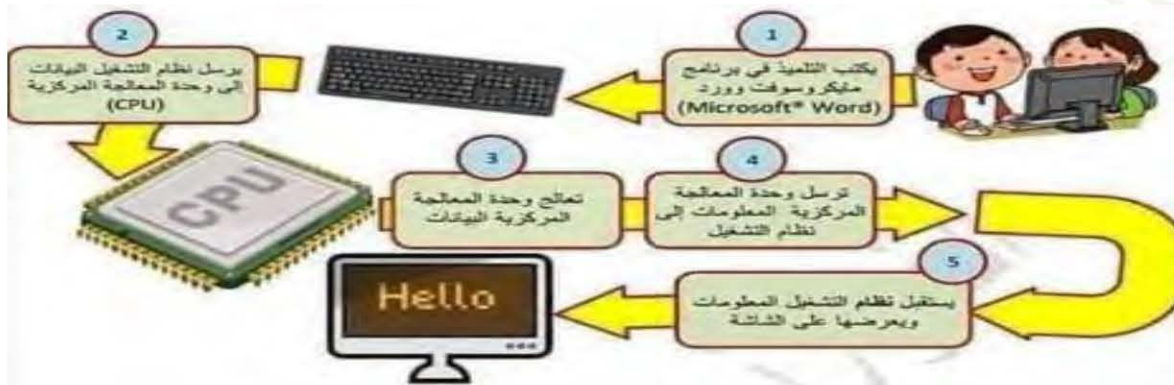 1
يكتب التلميذ في برنامج
مايكروسوفت وورد
(Microsoft® Word)
2
يرسل نظام التشغيل البيانات
إلى وحدة المعالجة المركزية
(CPU)
CPU
3
تعالج وحدة المعالجة
المركزية البيانات
4
ترسل وحدة المعالجة
المركزية المعلومات إلى
نظام التشغيل
5
يستقبل نظام التشغيل المعلومات
ويعرضها على الشاشة
Hello